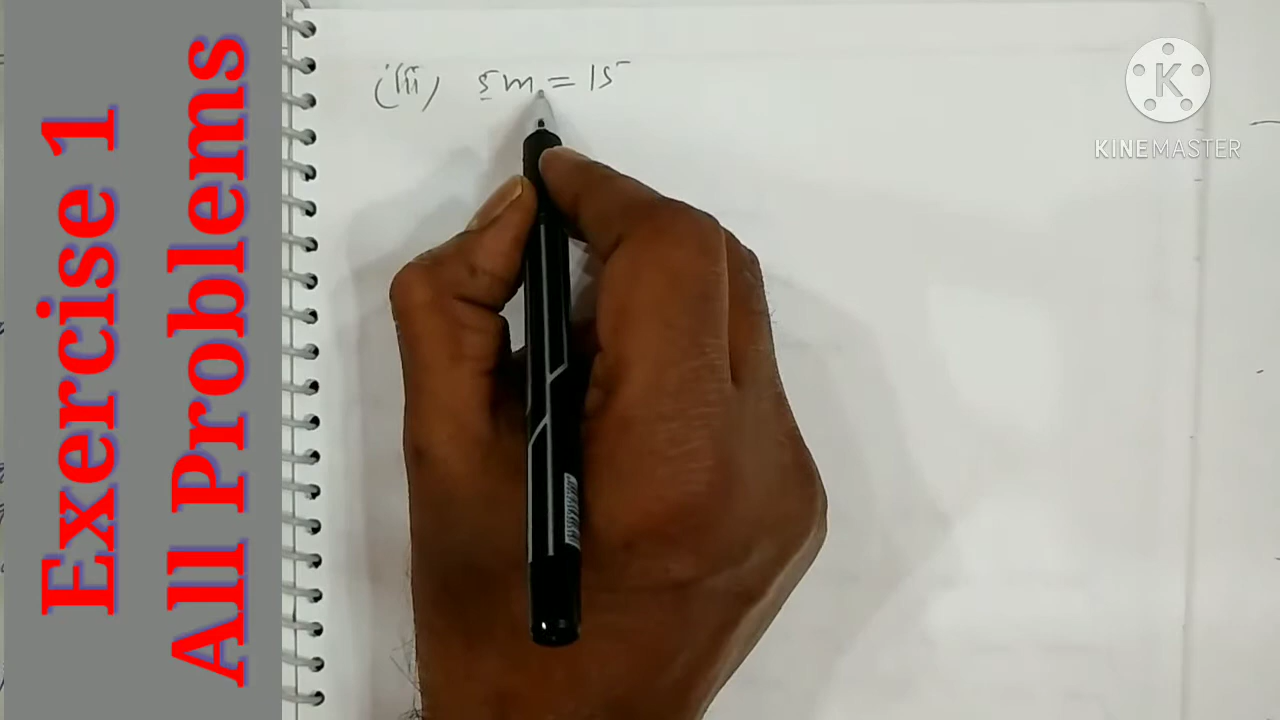 Exercise 1
All Problems
(iii) 5m = 15
K
KINEMASTER